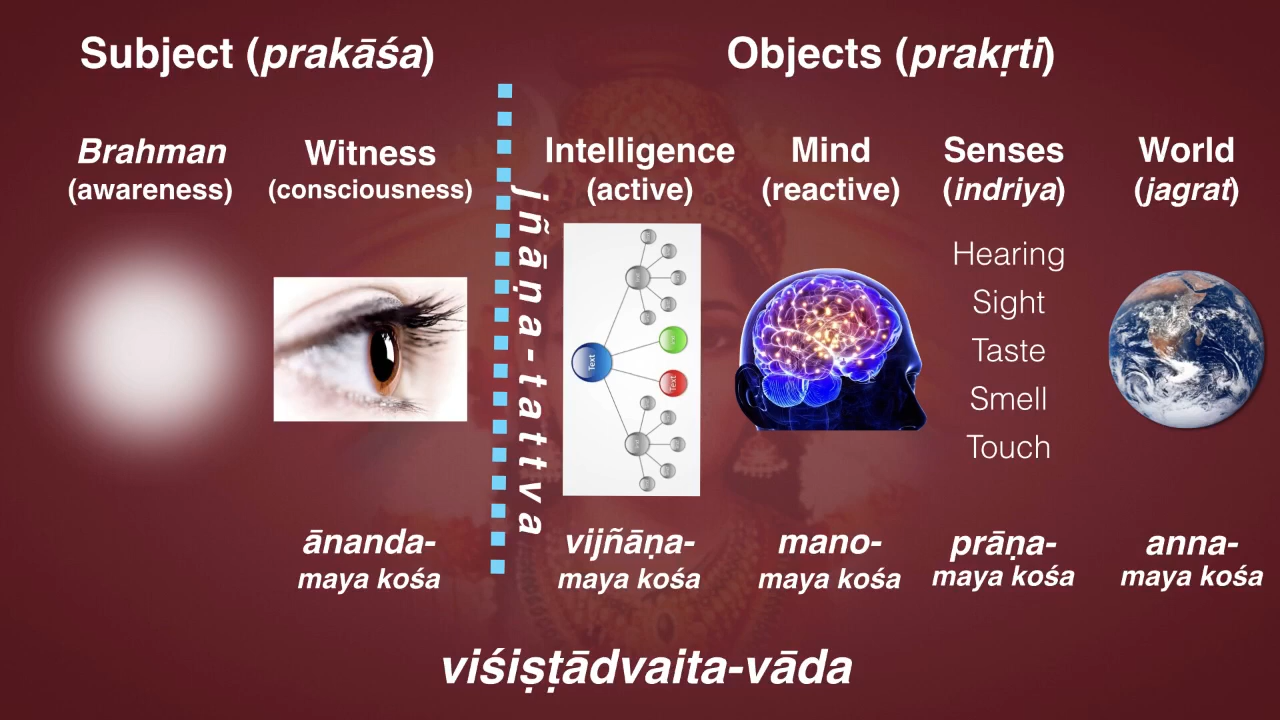 Subject (prakāśa)
Objects (prakṛti)
Brahman
(awareness)
Witness
(consciousness)
jñāṇa-tattva
Intelligence
(active)
Mind
(reactive)
Senses
(indriya)
World
(jagrat)
Text
Text
Hearing
Sight
Taste
Smell
Touch
ānanda-
maya kośa
vijñāṇa-
maya kośa
mano-
maya kośa
prāṇa-
maya kośa
anna-
maya kośa
viśiṣṭādvaita-vāda